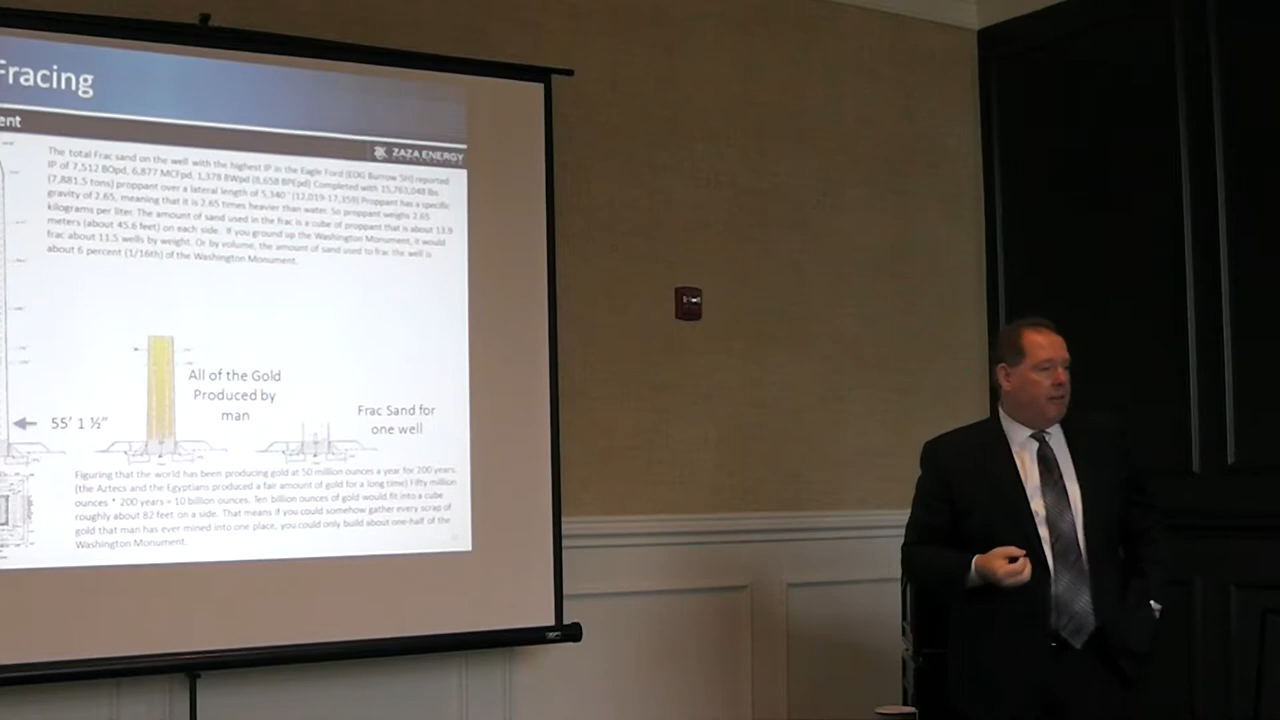 Fracing
ent
ZAZA ENERGY
The total Frac sand on the well with the highest IP in the Eagle Ford (EOG Burrow 5H) reported
IP of 7,512 BOpd, 6,877 MCFpd, 1,378 BWpd (8,658 BPEpd) Completed with 15,763,048 lbs
(7,881.5 tons) proppant over a lateral length of 5,340' (12,019-17,359) Proppant has a specific
gravity of 2.65, meaning that it is 2.65 times heavier than water. So proppant weighs 2.65
kilograms per liter. The amount of sand used in the frac is a cube of proppant that is about 13.9
meters (about 45.6 feet) on each side. If you ground up the Washington Monument, it would
frac about 11.5 wells by weight. Or by volume, the amount of sand used to frac the well is
about 6 percent (1/16th) of the Washington Monument.
All of the Gold
Produced by
man
Frac Sand for
one well
55' 1 ½"
Figuring that the world has been producing gold at 50 million ounces a year for 200 years.
(the Aztecs and the Egyptians produced a fair amount of gold for a long time) Fifty million
ounces * 200 years = 10 billion ounces. Ten billion ounces of gold would fit into a cube
roughly about 82 feet on a side. That means if you could somehow gather every scrap of
gold that man has ever mined into one place, you could only build about one-half of the
Washington Monument.